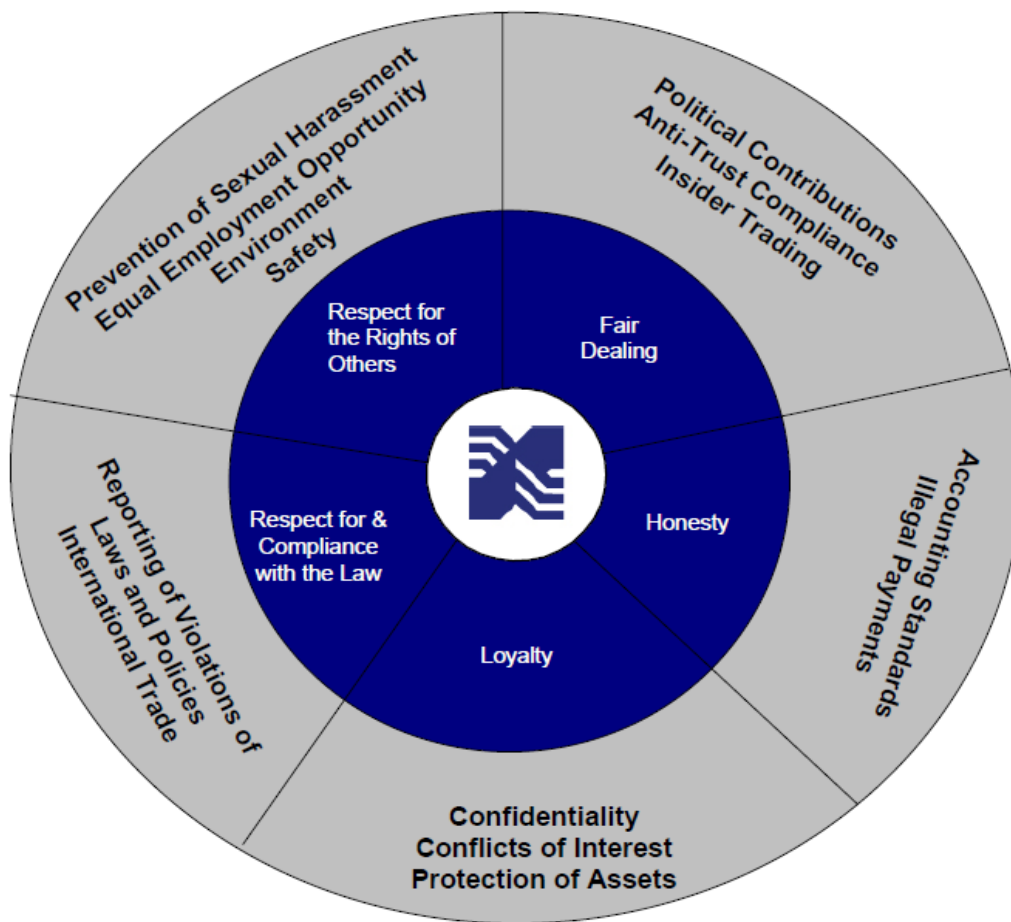 Prevention of Sexual Harassment
Equal Employment Opportunity
Environment
Safety
Political Contributions
Anti-Trust Compliance
Insider Trading
Respect for
the Rights of
Others
Fair
Dealing
Accounting Standards
Illegal Payments
Honesty
Respect for &
Compliance
with the Law
Reporting of Violations of
Laws and Policies
International Trade
Loyalty
Confidentiality
Conflicts of Interest
Protection of Assets